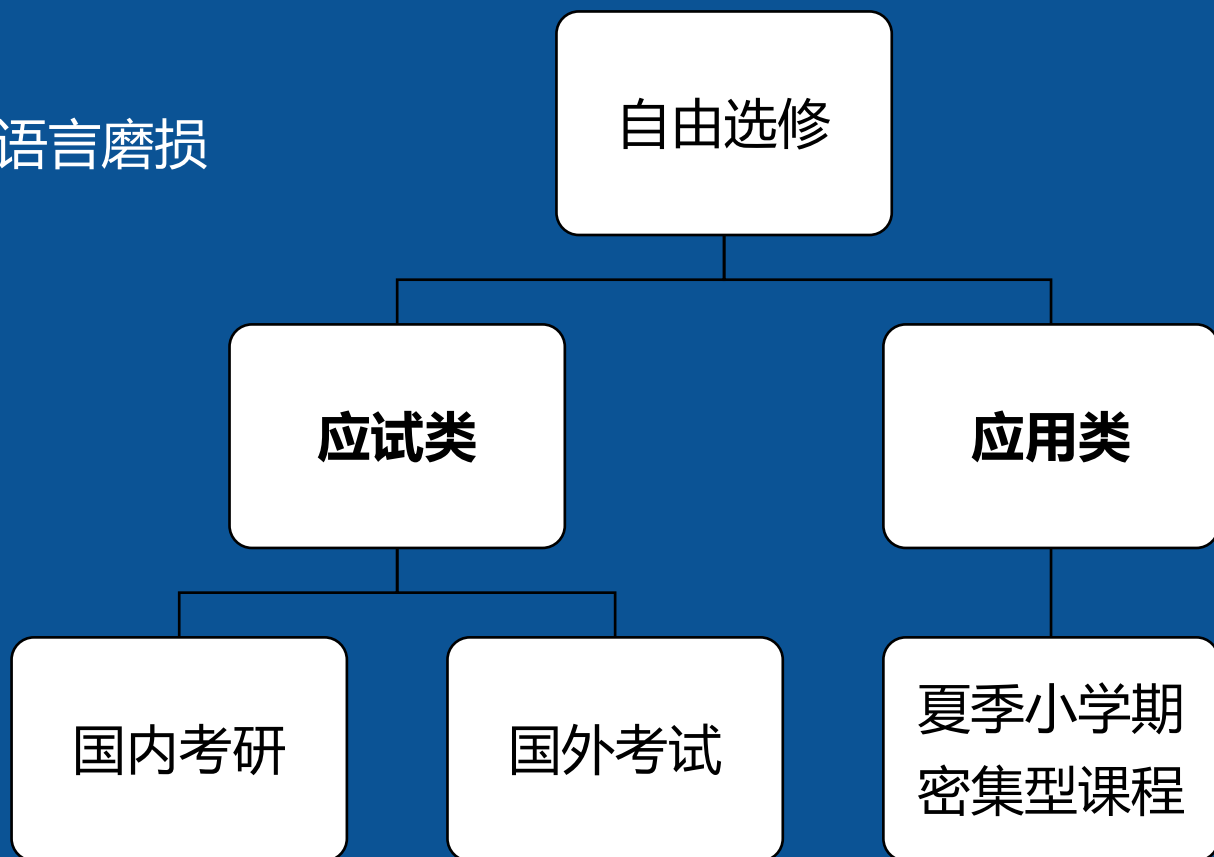 自由选修
语言磨损
应试类
应用类
国内考研
国外考试
夏季小学期
密集型课程